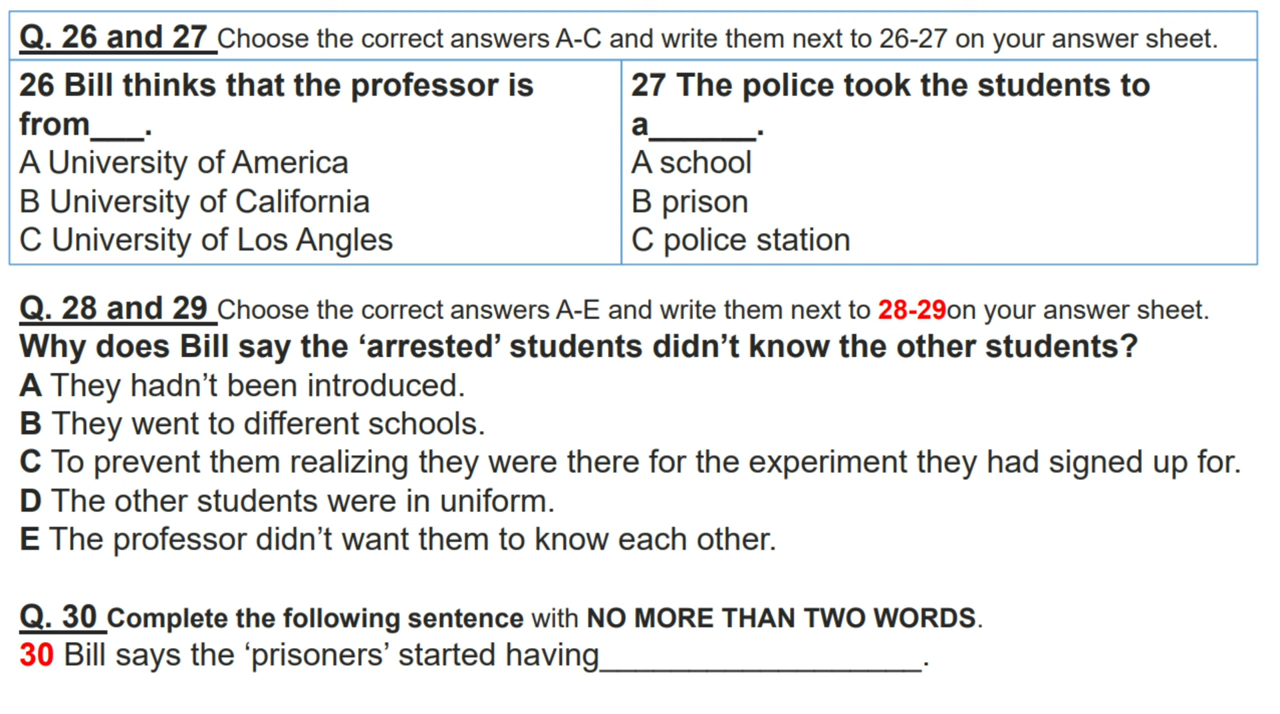 Q. 26 and 27 Choose the correct answers A-C and write them next to 26-27 on your answer sheet.
26 Bill thinks that the professor is
from___.
A University of America
B University of California
C University of Los Angles
27 The police took the students to
a______.
A school
B prison
C police station
Q. 28 and 29 Choose the correct answers A-E and write them next to 28-29on your answer sheet.
Why does Bill say the ‘arrested’ students didn’t know the other students?
A They hadn’t been introduced.
B They went to different schools.
C To prevent them realizing they were there for the experiment they had signed up for.
D The other students were in uniform.
E The professor didn’t want them to know each other.
Q. 30 Complete the following sentence with NO MORE THAN TWO WORDS.
30 Bill says the ‘prisoners’ started having__________________.